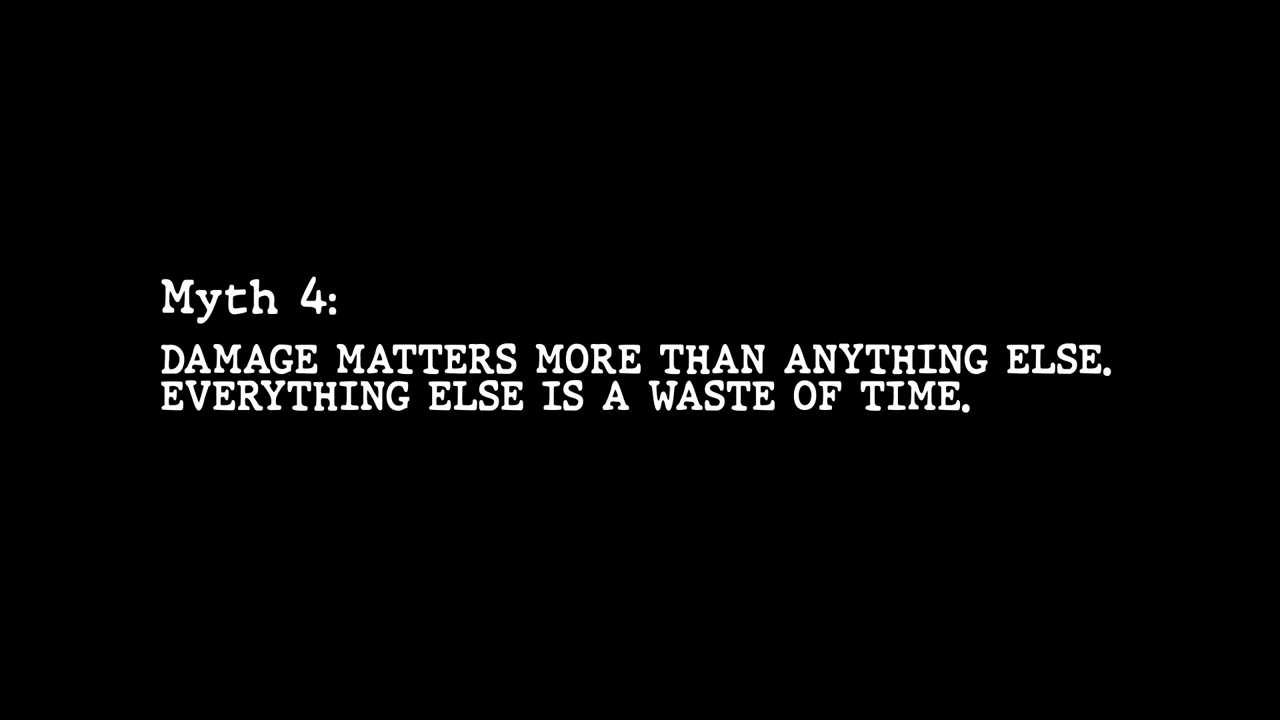 Myth 4:
DAMAGE MATTERS MORE THAN ANYTHING ELSE.
EVERYTHING ELSE IS A WASTE OF TIME.